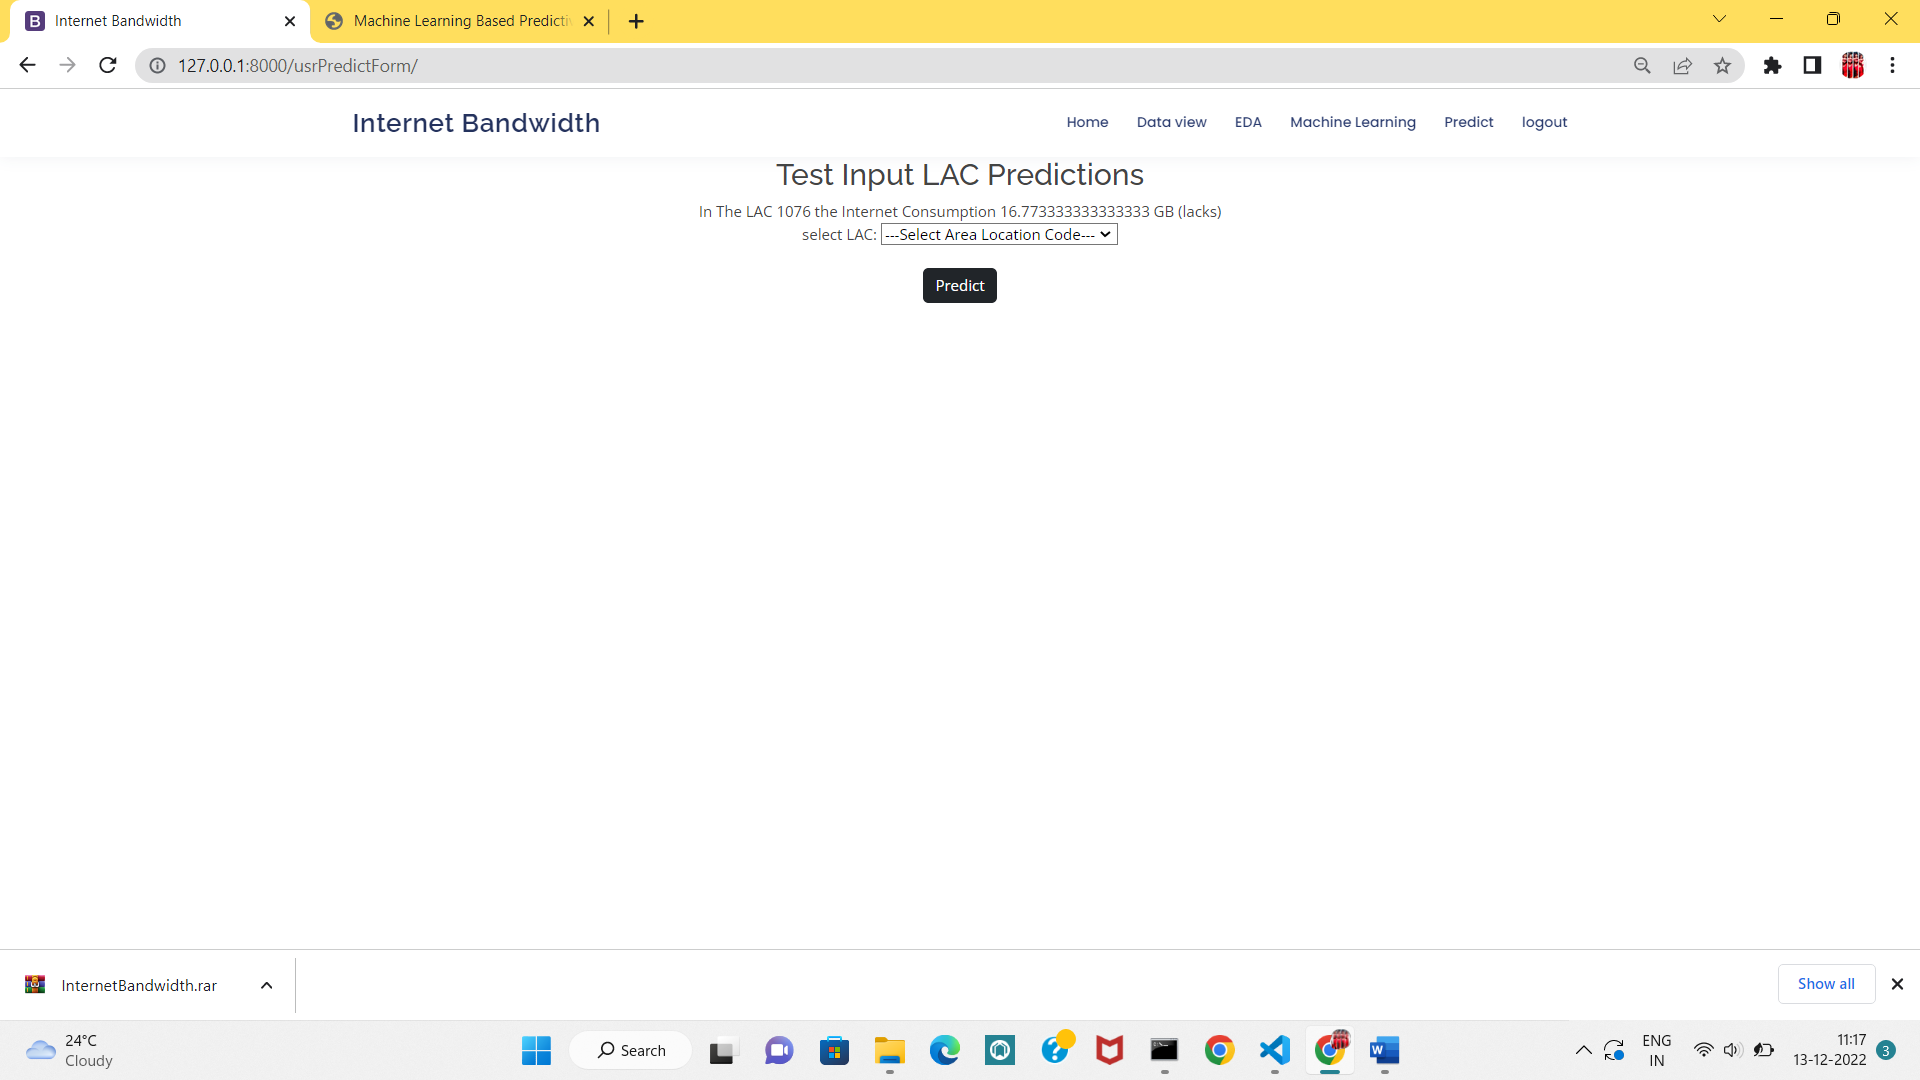 Internet Bandwidth
Machine Learning Based Predicti
127.0.0.1:8000/usrPredictForm/
Internet Bandwidth
Home Data view EDA Machine Learning Predict logout
Test Input LAC Predictions
In The LAC 1076 the Internet Consumption 16.773333333333333 GB (lacks)
select LAC: ---Select Area Location Code---
Predict
InternetBandwidth.rar
Show all
24°C
Cloudy
Search
ENG
IN
11:17
13-12-2022
3